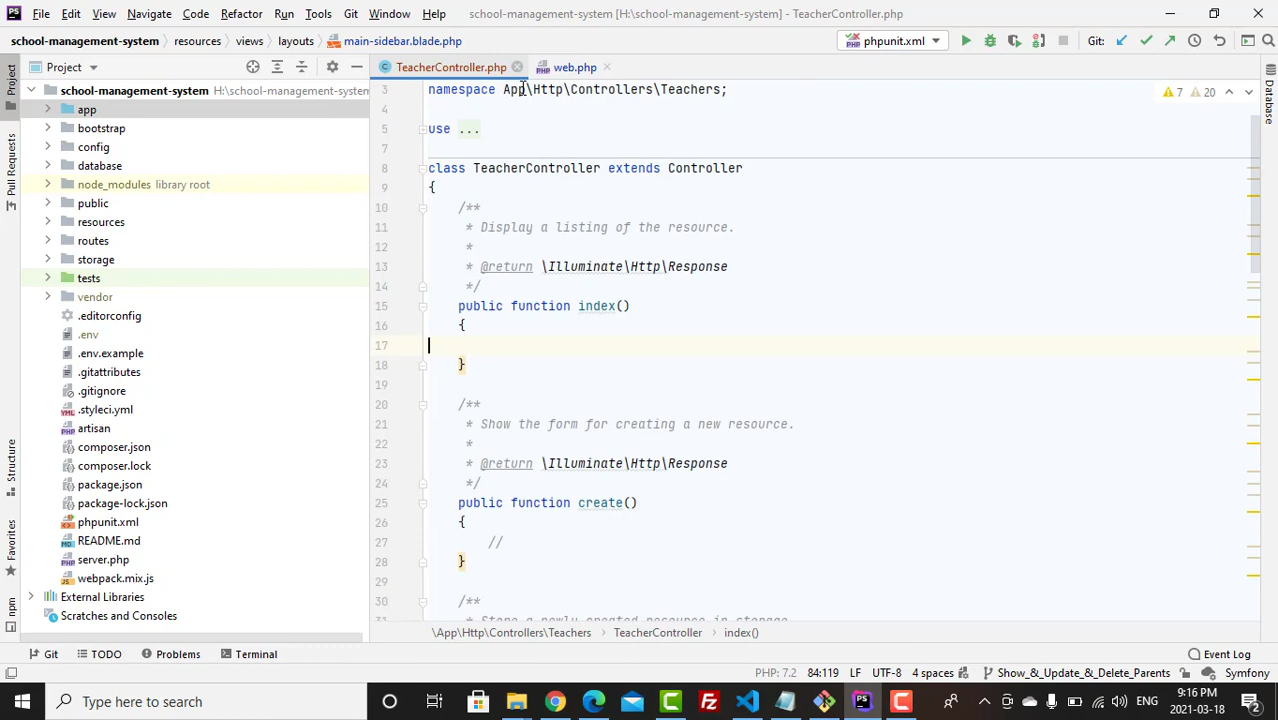 PS File Edit View Navigate Code Refactor Run Tools Git Window Help school-management-system [H:\school-management-system] - TeacherController.php
school-management-system resources views layouts main-sidebar.blade.php phpunit.xml Git:
Project TeacherController.php web.php
school-management-system H:\school-management-system
app
bootstrap
config
database
node_modules library root
public
resources
routes
storage
tests
vendor
.editorconfig
.env
.env.example
.gitattributes
.gitignore
.styleci.yml
artisan
composer.json
composer.lock
package.json
package-lock.json
phpunit.xml
README.md
server.php
webpack.mix.js
External Libraries
Scratches and Consoles
Project
Pull Requests
Structure
Favorites
npm
3 namespace App\Http\Controllers\Teachers;
4
5 use ...
7
8 class TeacherController extends Controller
9 {
10 /**
11 * Display a listing of the resource.
12 *
13 * @return \Illuminate\Http\Response
14 */
15 public function index()
16 {
17
18 }
19
20 /**
21 * Show the form for creating a new resource.
22 *
23 * @return \Illuminate\Http\Response
24 */
25 public function create()
26 {
27 //
28 }
29
30 /**
31 * Store a newly created resource in storage.
7 20
Database
\App\Http\Controllers\Teachers TeacherController index()
Git TODO Problems Terminal Event Log
PHP: 7.2 84:119 LF UTF-8 4 spaces Show_&_Update_&_Delete_Parents Symfony
Type here to search
ENG
9:16 PM
2021-03-18
2